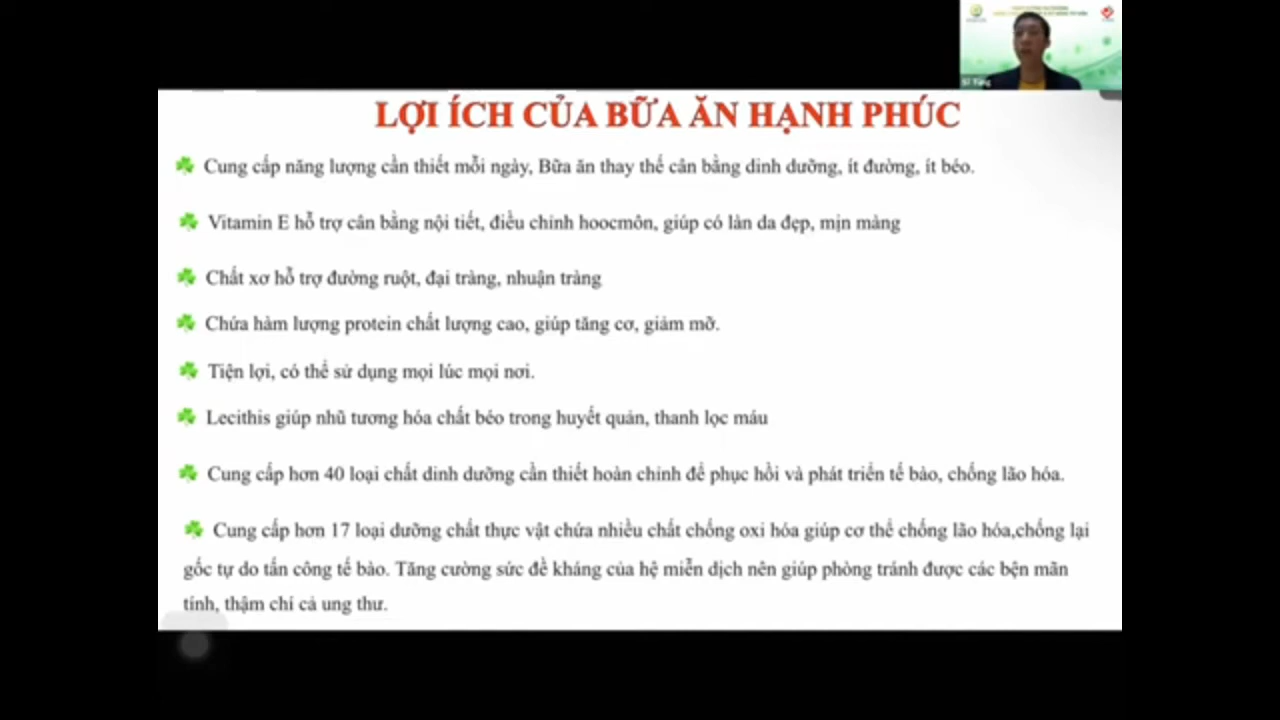 LỢI ÍCH CỦA BỮA ĂN HẠNH PHÚC
Cung cấp năng lượng cần thiết mỗi ngày, Bữa ăn thay thế cân bằng dinh dưỡng, ít đường, ít béo.
Vitamin E hỗ trợ cân bằng nội tiết, điều chỉnh hoocmôn, giúp có làn da đẹp, mịn màng
Chất xơ hỗ trợ đường ruột, đại tràng, nhuận tràng
Chứa hàm lượng protein chất lượng cao, giúp tăng cơ, giảm mỡ.
Tiện lợi, có thể sử dụng mọi lúc mọi nơi.
Lecithis giúp nhũ tương hóa chất béo trong huyết quản, thanh lọc máu
Cung cấp hơn 40 loại chất dinh dưỡng cần thiết hoàn chỉnh để phục hồi và phát triển tế bào, chống lão hóa.
Cung cấp hơn 17 loại dưỡng chất thực vật chứa nhiều chất chống oxi hóa giúp cơ thể chống lão hóa,chống lại
gốc tự do tấn công tế bào. Tăng cường sức đề kháng của hệ miễn dịch nên giúp phòng tránh được các bện mãn
tính, thậm chí cả ung thư.